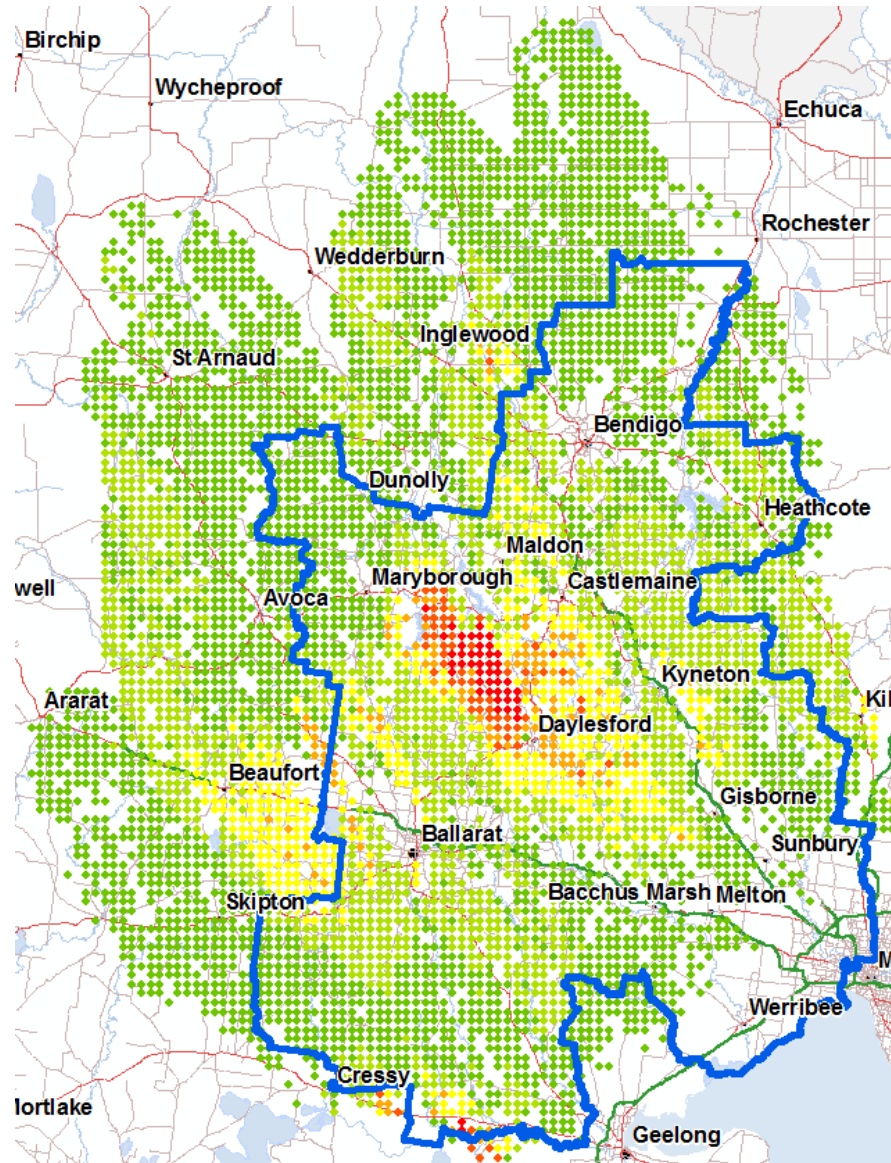 Birchip
Wycheproof
Echuca
Rochester
Wedderburn
Inglewood
St Arnaud
Bendigo
Dunolly
Heathcote
Maldon
Maryborough
Castlemaine
well
Avoca
Kyneton
Ararat
Kil
Daylesford
Beaufort
Gisborne
Ballarat
Sunbury
Bacchus Marsh
Melton
Skipton
M
Werribee
Cressy
Mortlake
Geelong